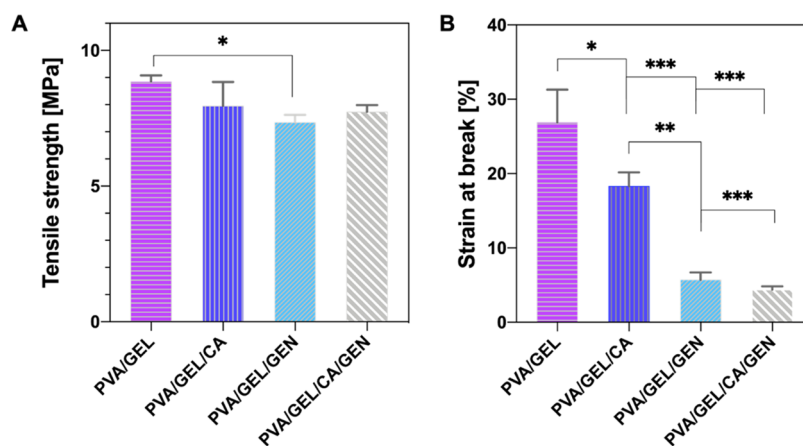 A
Tensile strength [MPa]
10
5
0
*
PVA/GEL
PVA/GEL/CA
PVA/GEL/GEN
PVA/GEL/CA/GEN
B
Strain at break [%]
40
30
20
10
0
*
***
***
**
***
PVA/GEL
PVA/GEL/CA
PVA/GEL/GEN
PVA/GEL/CA/GEN